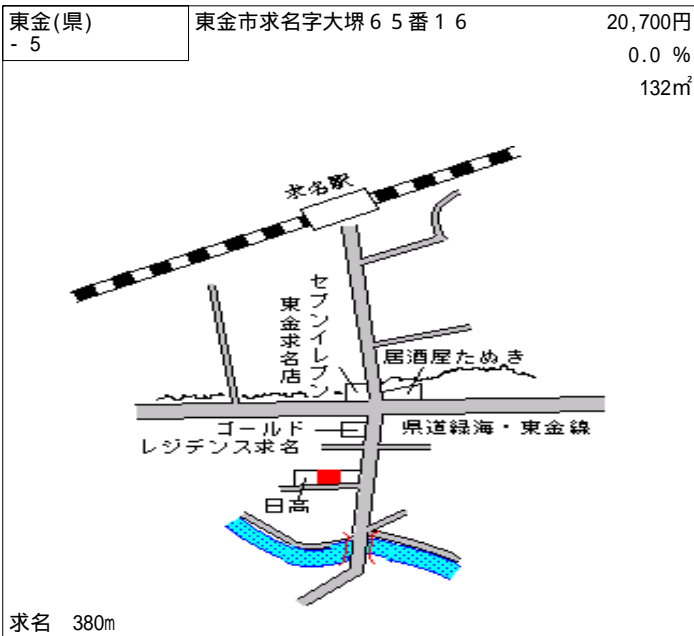 東金(県)
- 5
東金市求名字大堺６５番１６
20,700円
0.0 %
132㎡
求名駅
セブンイレブン
東金求名店
居酒屋たぬき
ゴールド
レジデンス求名
県道緑海・東金線
日高
求名 380m